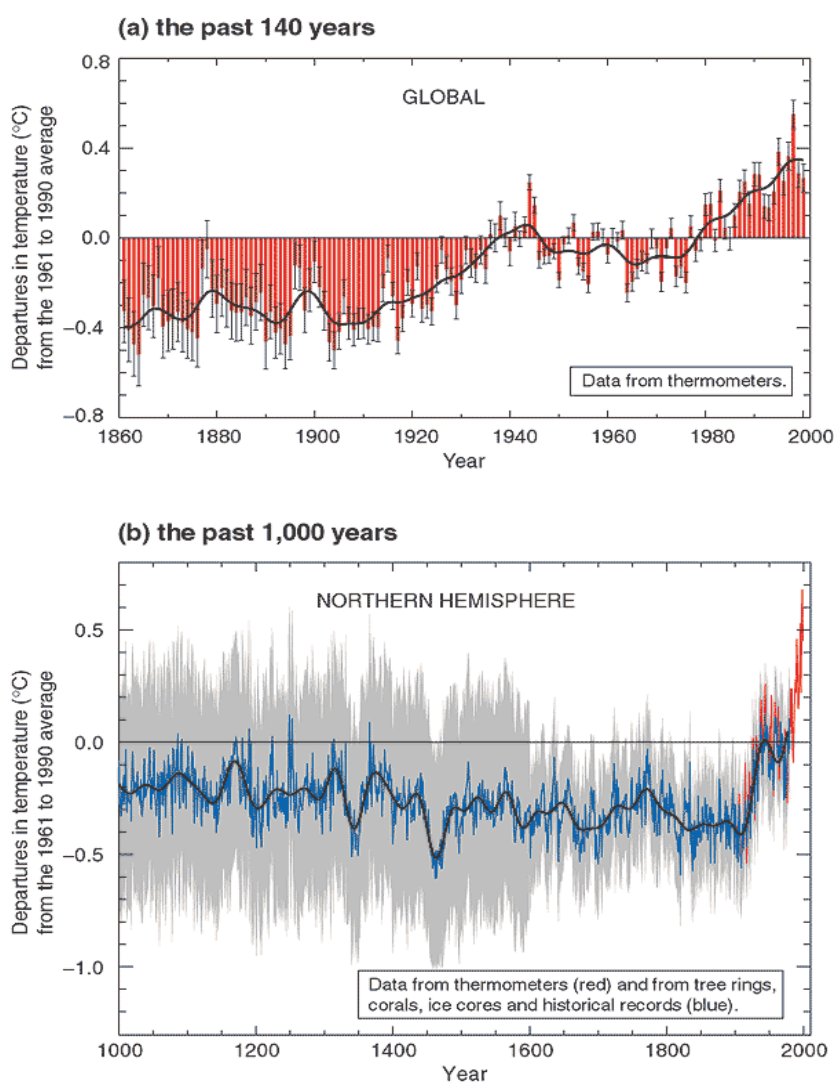 (a) the past 140 years
0.8
0.4
0.0
−0.4
−0.8
Departures in temperature (°C)
from the 1961 to 1990 average
GLOBAL
Data from thermometers.
1860 1880 1900 1920 1940 1960 1980 2000
Year
(b) the past 1,000 years
0.5
0.0
−0.5
−1.0
Departures in temperature (°C)
from the 1961 to 1990 average
NORTHERN HEMISPHERE
Data from thermometers (red) and from tree rings,
corals, ice cores and historical records (blue).
1000 1200 1400 1600 1800 2000
Year